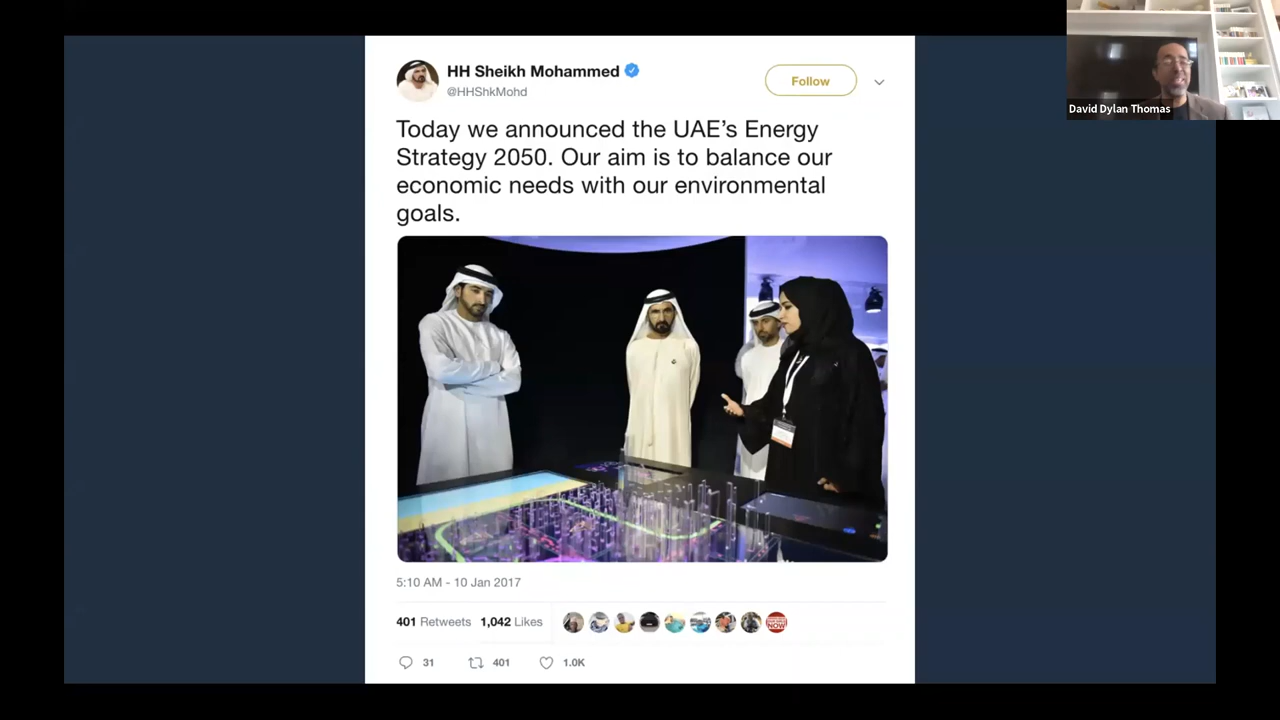 HH Sheikh Mohammed
@HHShkMohd
Follow
Today we announced the UAE’s Energy
Strategy 2050. Our aim is to balance our
economic needs with our environmental
goals.
5:10 AM - 10 Jan 2017
401 Retweets 1,042 Likes
NOW
31 401 1.0K
David Dylan Thomas